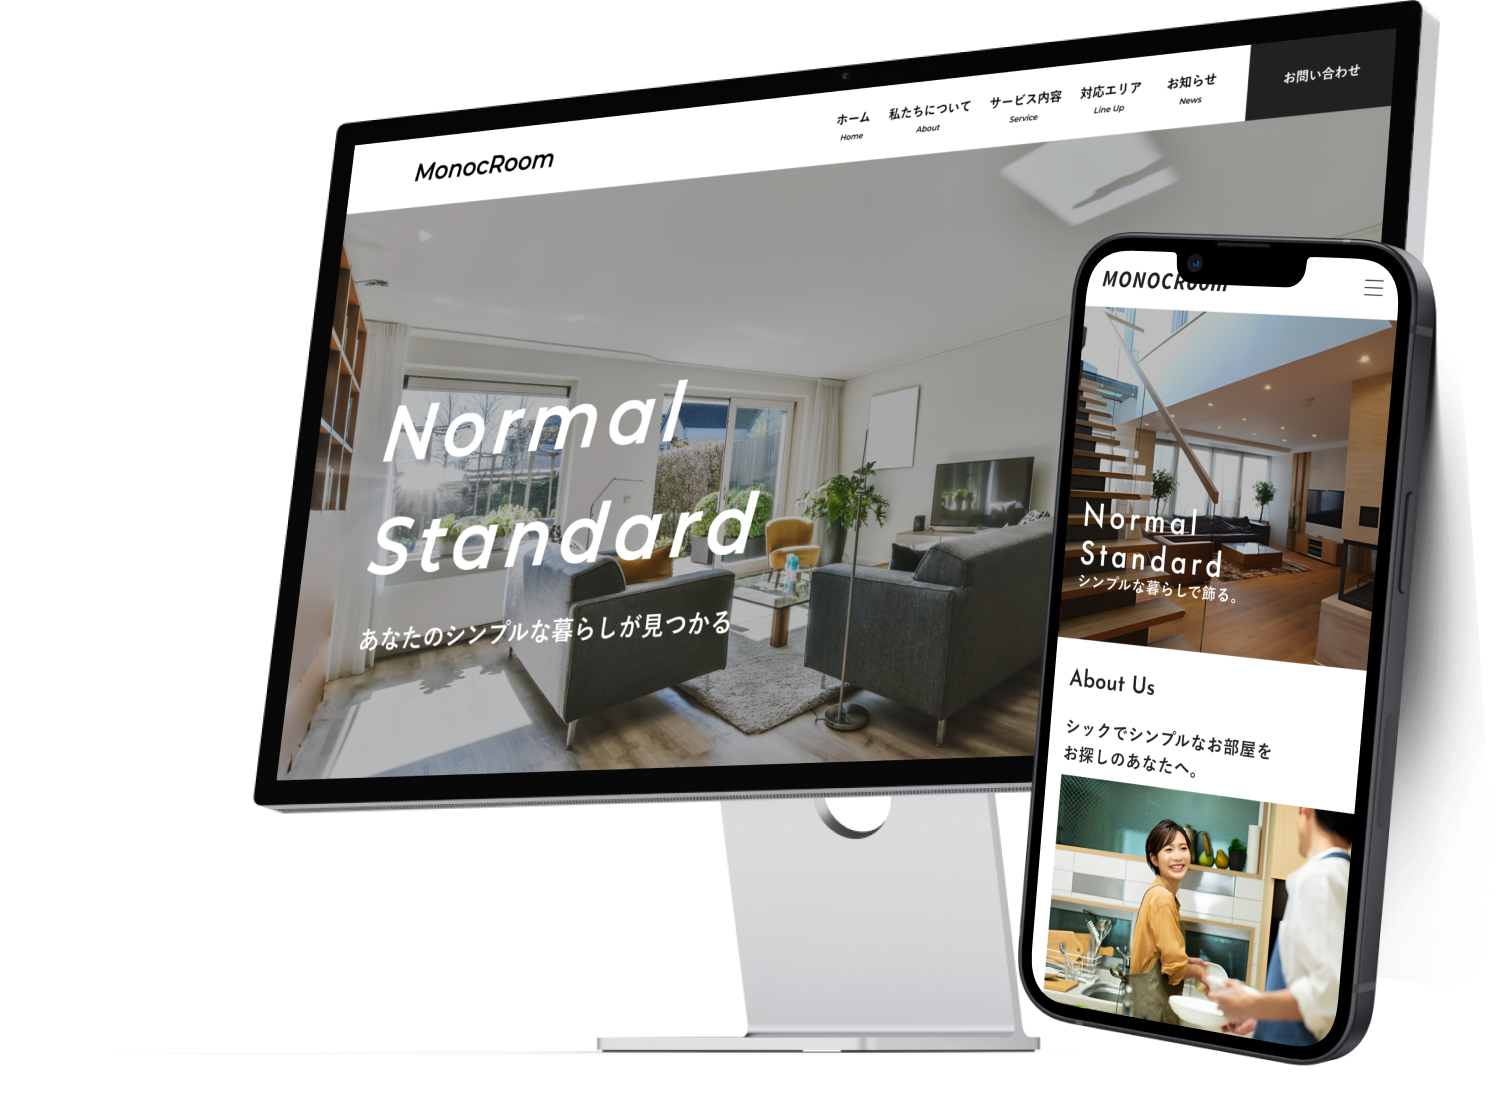 MonocRoom
ホーム
Home
私たちについて
About
サービス内容
Service
対応エリア
Line Up
お知らせ
News
お問い合わせ
Normal
Standard
あなたのシンプルな暮らしが見つかる
MONOCRoom
Normal
Standard
シンプルな暮らしで飾る。
About Us
シックでシンプルなお部屋を
お探しのあなたへ。